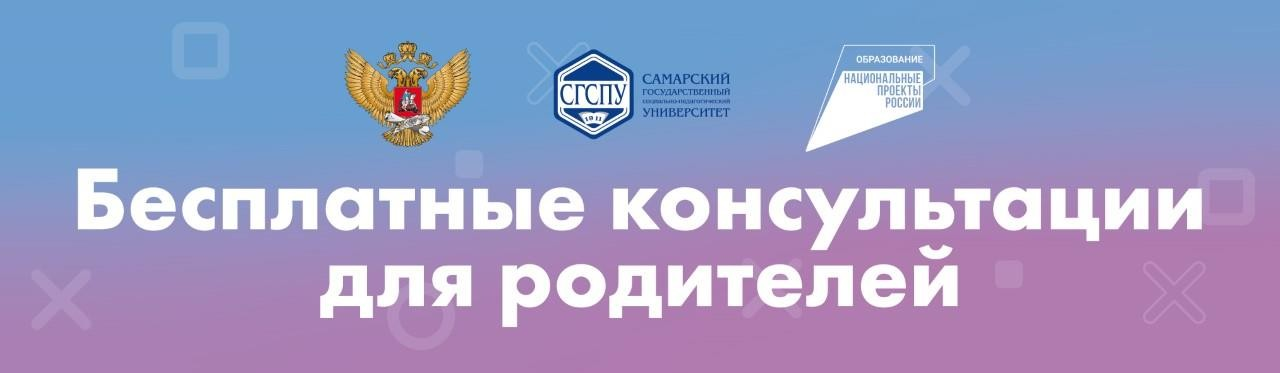 СГСПУ
1911
САМАРСКИЙ
ГОСУДАРСТВЕННЫЙ
СОЦИАЛЬНО-ПЕДАГОГИЧЕСКИЙ
УНИВЕРСИТЕТ
ОБРАЗОВАНИЕ
НАЦИОНАЛЬНЫЕ
ПРОЕКТЫ
РОССИИ
Бесплатные консультации
для родителей